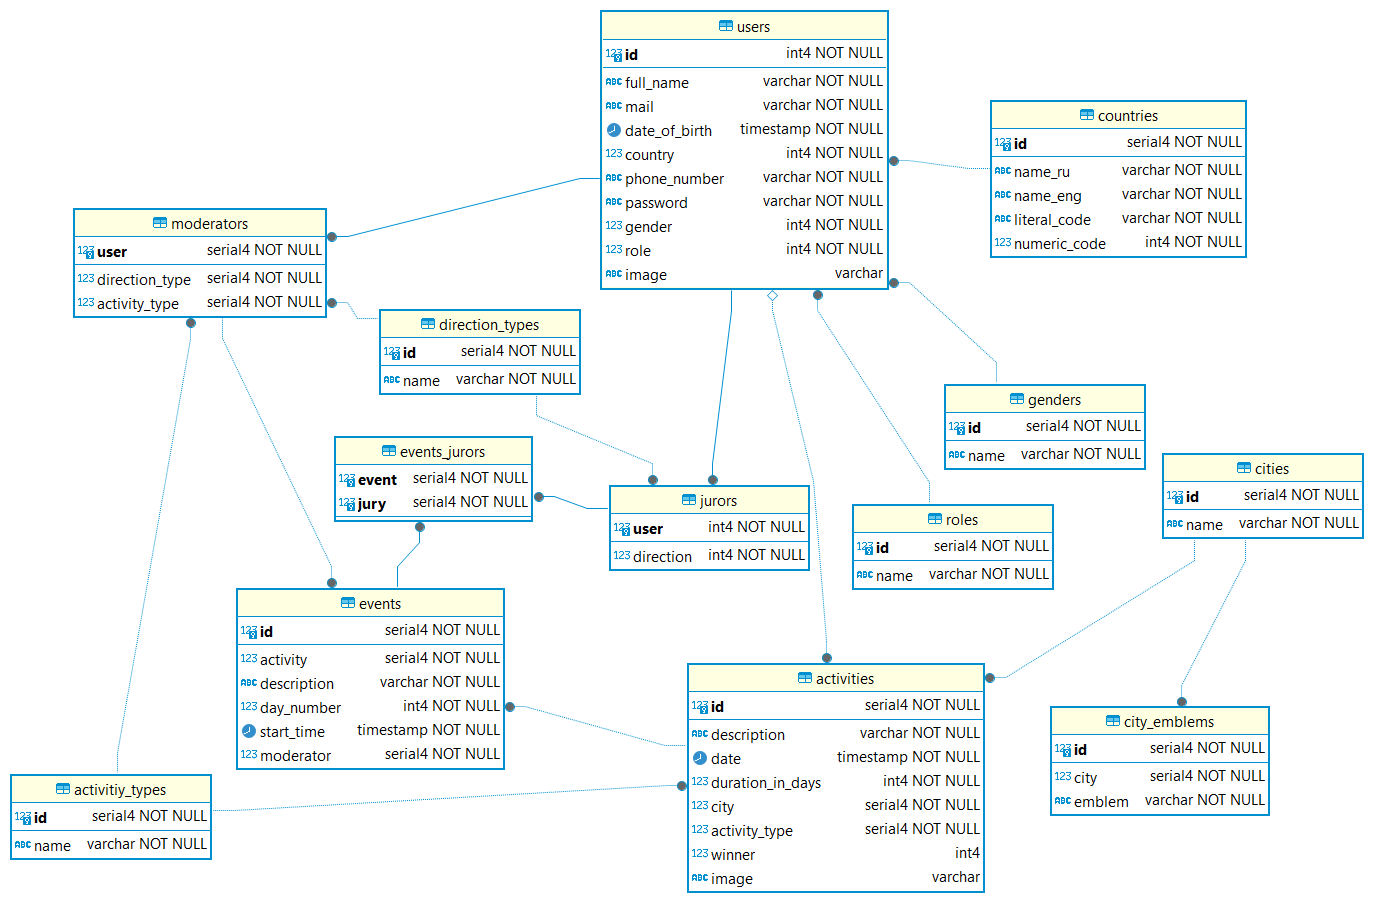 users
id int4 NOT NULL
full_name varchar NOT NULL
mail varchar NOT NULL
date_of_birth timestamp NOT NULL
country int4 NOT NULL
phone_number varchar NOT NULL
password varchar NOT NULL
gender int4 NOT NULL
role int4 NOT NULL
image varchar
countries
id serial4 NOT NULL
name_ru varchar NOT NULL
name_eng varchar NOT NULL
literal_code varchar NOT NULL
numeric_code int4 NOT NULL
moderators
user serial4 NOT NULL
direction_type serial4 NOT NULL
activity_type serial4 NOT NULL
direction_types
id serial4 NOT NULL
name varchar NOT NULL
genders
id serial4 NOT NULL
name varchar NOT NULL
events_jurors
event serial4 NOT NULL
jury serial4 NOT NULL
cities
id serial4 NOT NULL
name varchar NOT NULL
jurors
user int4 NOT NULL
direction int4 NOT NULL
roles
id serial4 NOT NULL
name varchar NOT NULL
events
id serial4 NOT NULL
activity serial4 NOT NULL
description varchar NOT NULL
day_number int4 NOT NULL
start_time timestamp NOT NULL
moderator serial4 NOT NULL
activities
id serial4 NOT NULL
description varchar NOT NULL
date timestamp NOT NULL
duration_in_days int4 NOT NULL
city serial4 NOT NULL
activity_type serial4 NOT NULL
winner int4
image varchar
city_emblems
id serial4 NOT NULL
city serial4 NOT NULL
emblem varchar NOT NULL
activitiy_types
id serial4 NOT NULL
name varchar NOT NULL